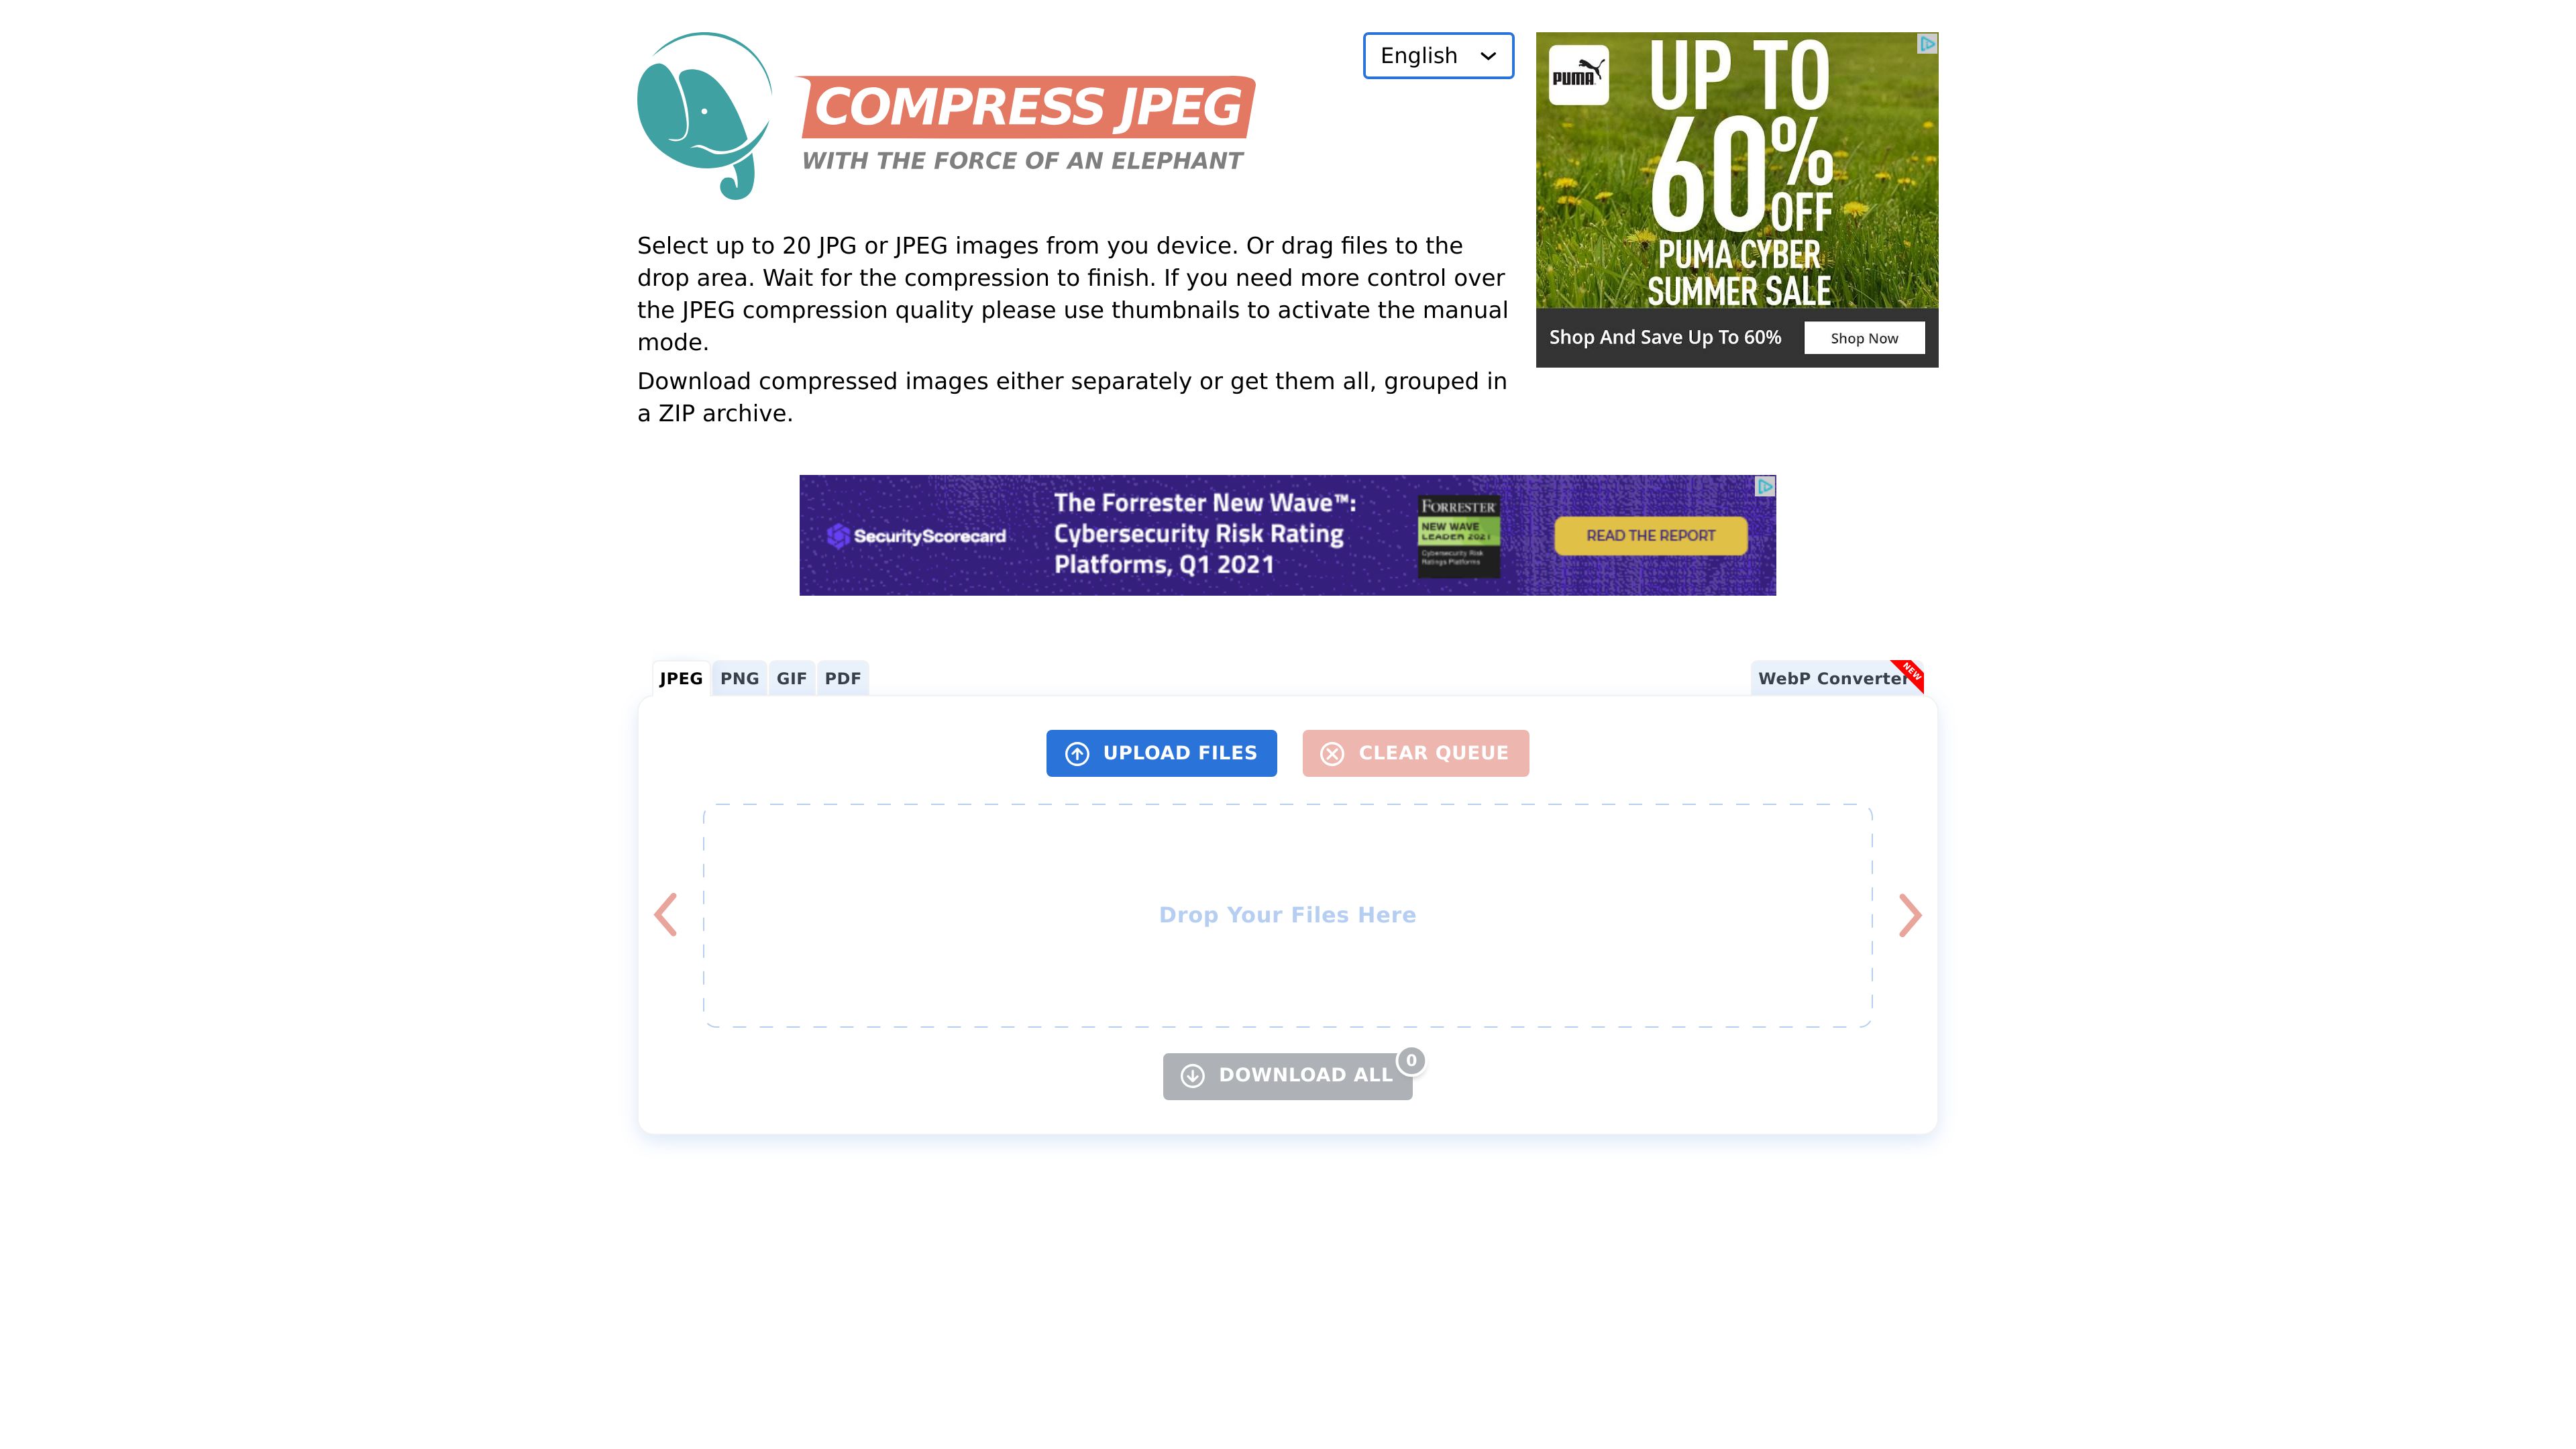 COMPRESS JPEG
WITH THE FORCE OF AN ELEPHANT
English
Select up to 20 JPG or JPEG images from you device. Or drag files to the
drop area. Wait for the compression to finish. If you need more control over
the JPEG compression quality please use thumbnails to activate the manual
mode.
Download compressed images either separately or get them all, grouped in
a ZIP archive.
PUMA
UP TO
60% OFF
PUMA CYBER
SUMMER SALE
Shop And Save Up To 60%
Shop Now
SecurityScorecard
The Forrester New Wave™:
Cybersecurity Risk Rating
Platforms, Q1 2021
FORRESTER
NEW WAVE
LEADER 2021
Cybersecurity Risk
Ratings Platforms
READ THE REPORT
JPEG PNG GIF PDF
WebP Converter NEW
UPLOAD FILES CLEAR QUEUE
Drop Your Files Here
DOWNLOAD ALL 0